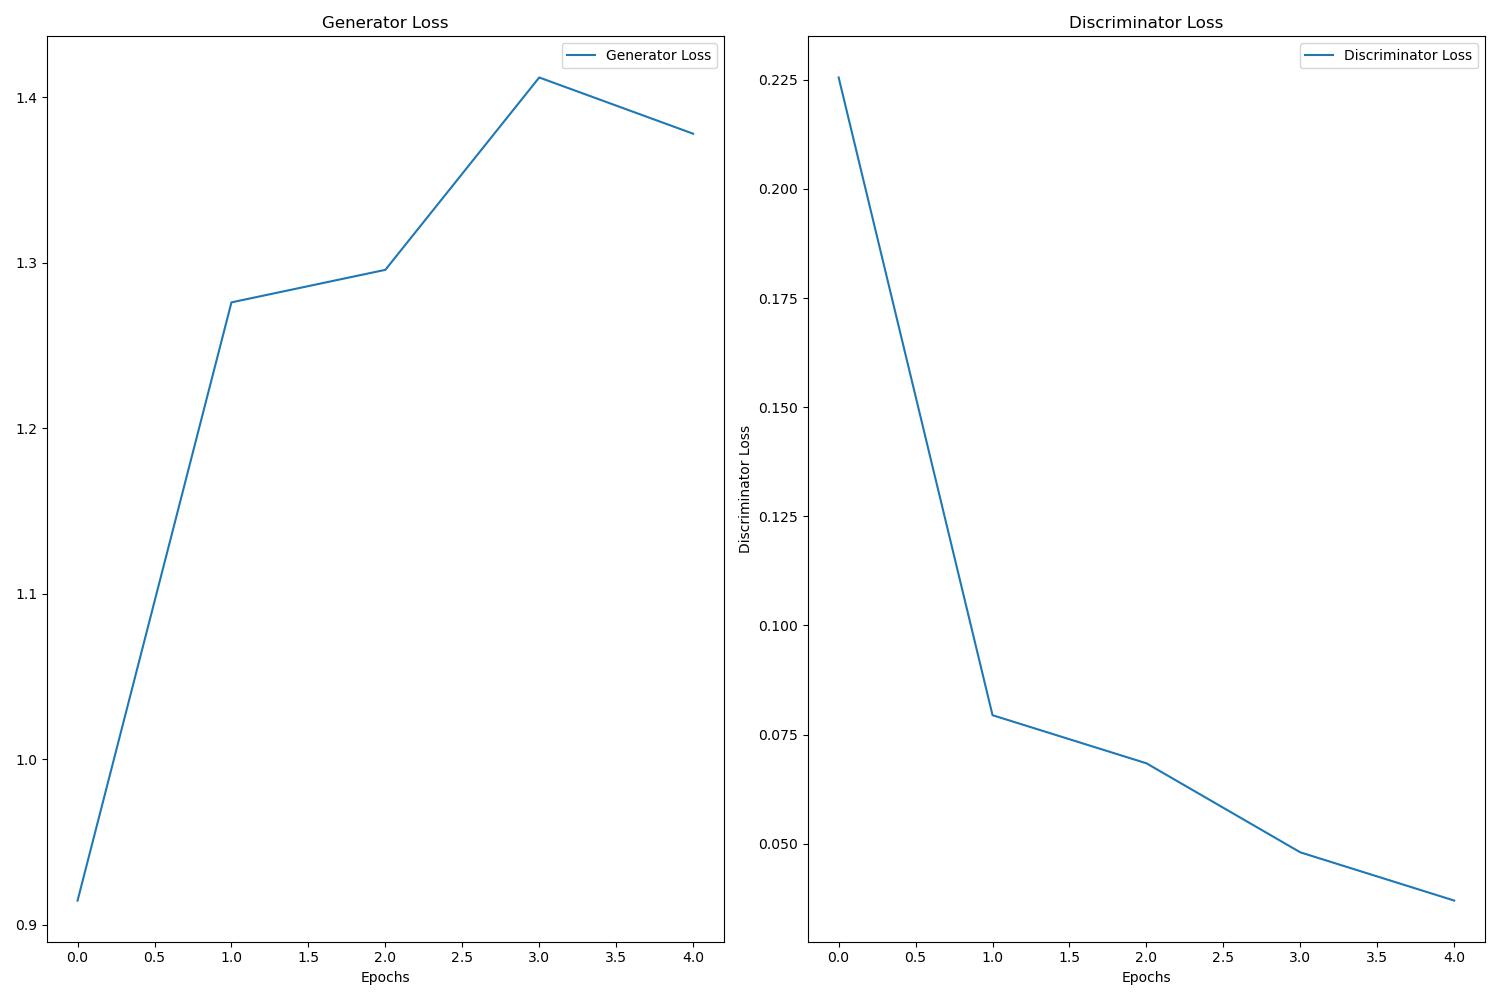 Generator Loss
Generator Loss
1.4
1.3
1.2
1.1
1.0
0.9
0.0 0.5 1.0 1.5 2.0 2.5 3.0 3.5 4.0
Epochs
Discriminator Loss
Discriminator Loss
Discriminator Loss
0.225
0.200
0.175
0.150
0.125
0.100
0.075
0.050
0.0 0.5 1.0 1.5 2.0 2.5 3.0 3.5 4.0
Epochs